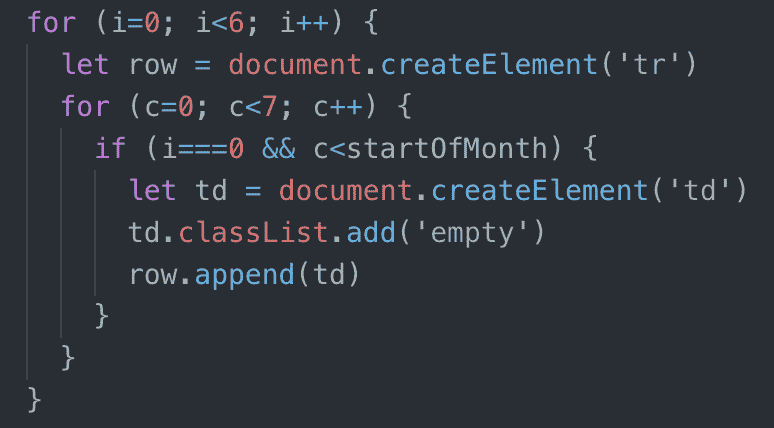 for (i=0; i<6; i++) {
let row = document.createElement('tr')
for (c=0; c<7; c++) {
if (i===0 && c<startOfMonth) {
let td = document.createElement('td')
td.classList.add('empty')
row.append(td)
}
}
}